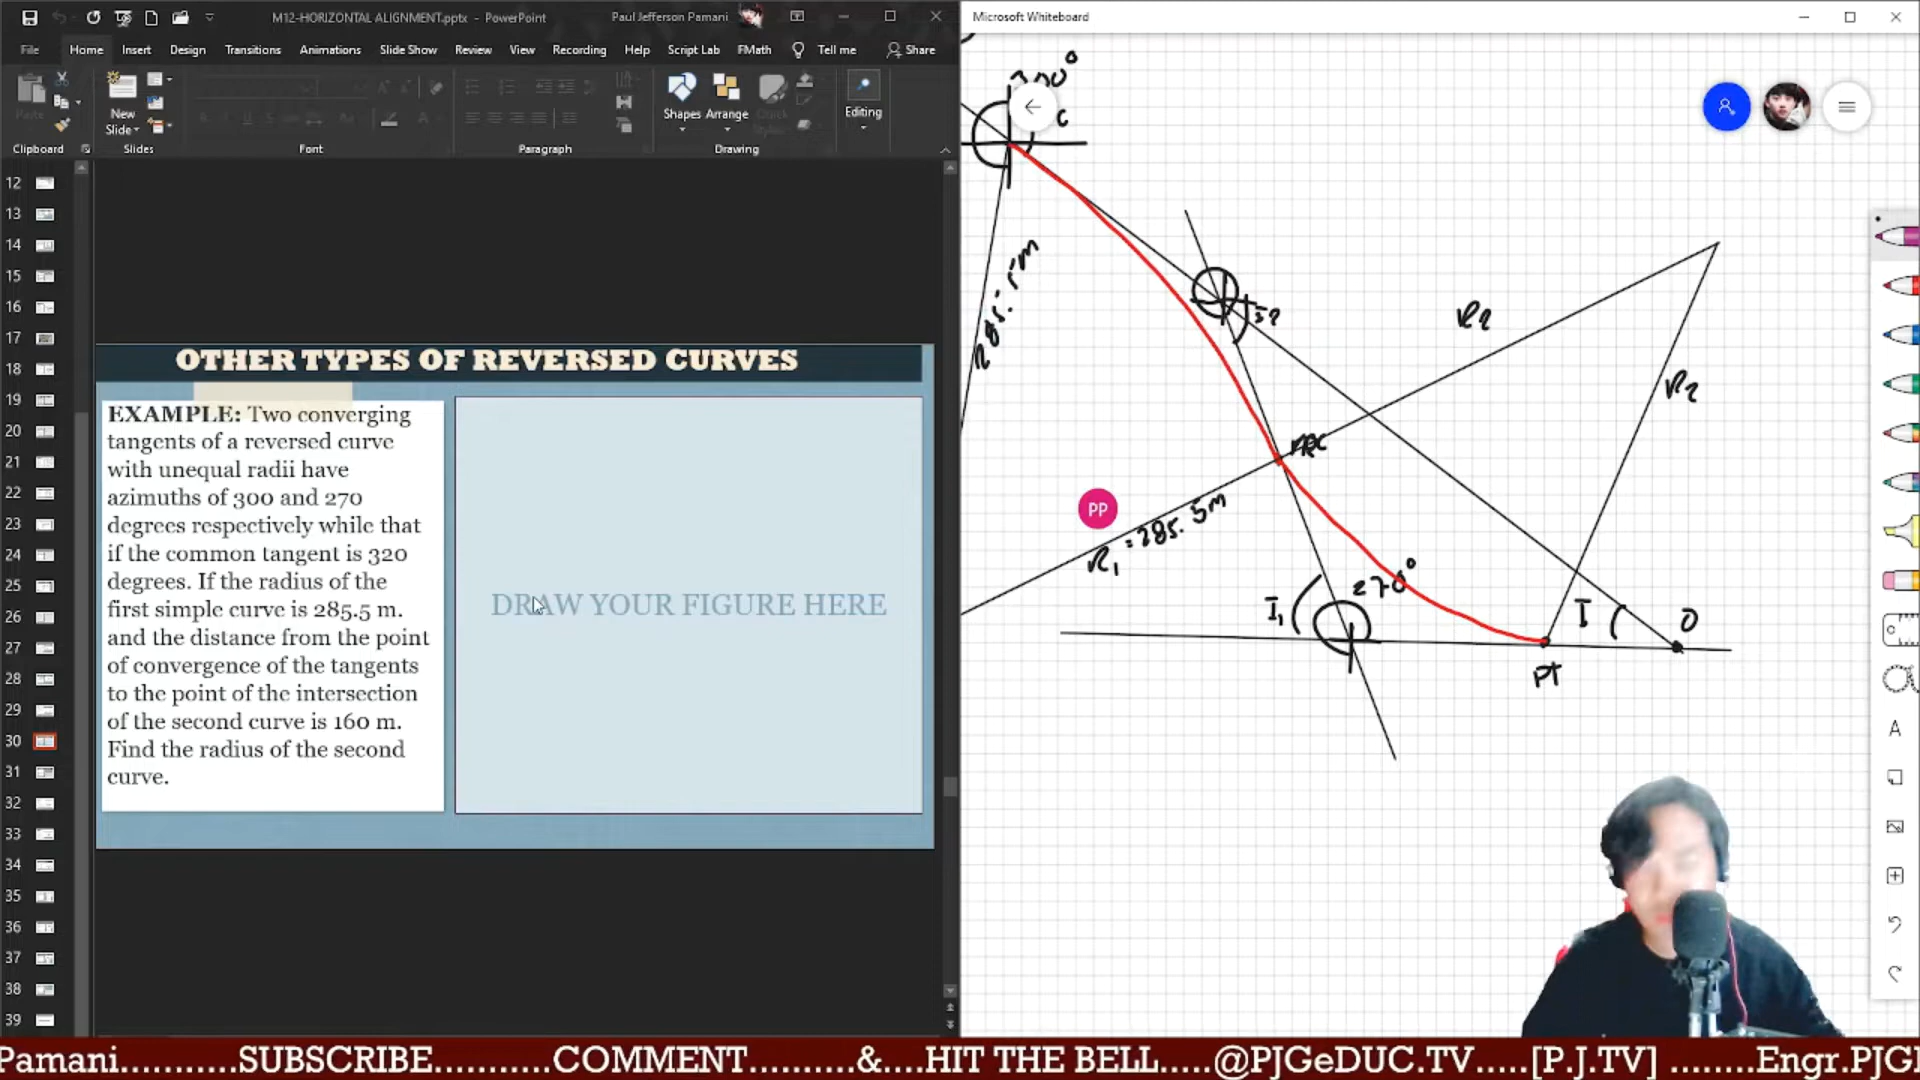 M12-HORIZONTAL ALIGNMENT.pptx - PowerPoint
Paul Jefferson Pamani
File Home Insert Design Transitions Animations Slide Show Review View Recording Help Script Lab FMath Tell me Share
Paste
New Slide
Shapes Arrange Quick Styles
Editing
Clipboard Slides Font Paragraph Drawing
12
13
14
15
16
17
18
19
20
21
22
23
24
25
26
27
28
29
30
31
32
33
34
35
36
37
38
39
OTHER TYPES OF REVERSED CURVES
EXAMPLE: Two converging
tangents of a reversed curve
with unequal radii have
azimuths of 300 and 270
degrees respectively while that
if the common tangent is 320
degrees. If the radius of the
first simple curve is 285.5 m.
and the distance from the point
of convergence of the tangents
to the point of the intersection
of the second curve is 160 m.
Find the radius of the second
curve.
DRAW YOUR FIGURE HERE
Microsoft Whiteboard
C
285.5m
I2
R2
R2
PRC
PP
R1 = 285.5m
270°
I1
I
O
PT
A
Pamani...........SUBSCRIBE..........COMMENT.........&....HIT THE BELL....@PJGeDUC.TV.....[P.J.TV] ........Engr.PJG